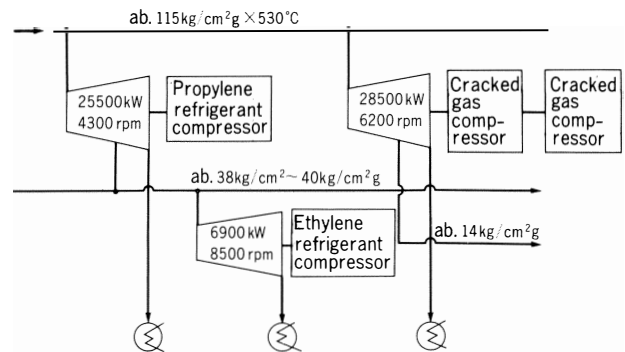 ab. 115kg/cm²g × 530°C
25500kW
4300 rpm
Propylene
refrigerant
compressor
28500kW
6200 rpm
Cracked
gas
comp-
ressor
Cracked
gas
comp-
ressor
ab. 38kg/cm²~ 40kg/cm²g
6900kW
8500 rpm
Ethylene
refrigerant
compressor
ab. 14kg/cm²g